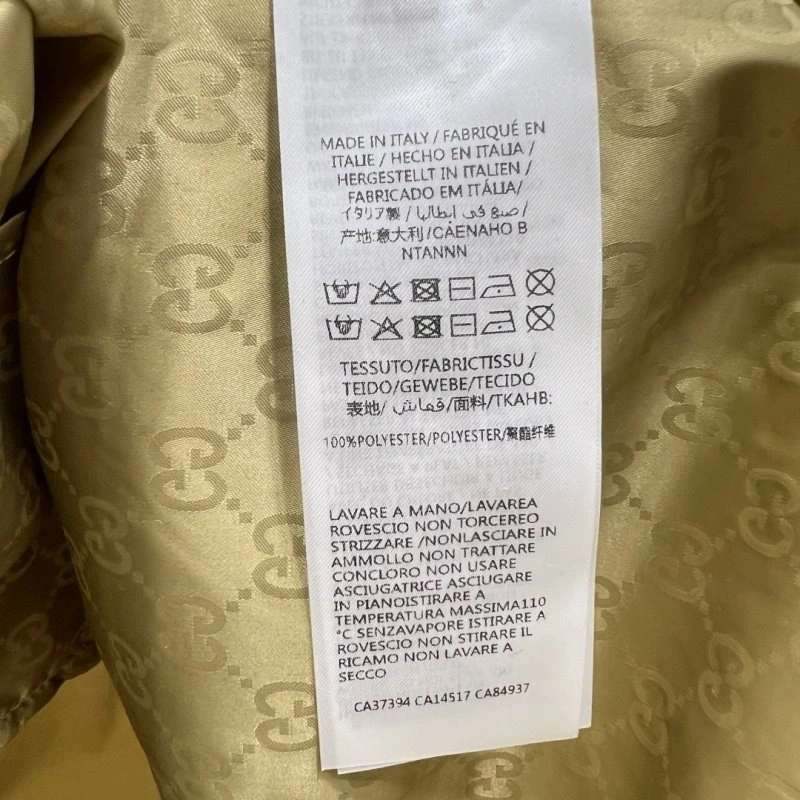 MADE IN ITALY / FABRIQUÉ EN
ITALIE / HECHO EN ITALIA /
HERGESTELLT IN ITALIEN /
FABRICADO EM ITÁLIA/
イタリア製 / صنع في ايطاليا /
产地:意大利/CÁENAHO B
NTANNN
TESSUTO/FABRICTISSU /
TEIDO/GEWEBE/TECIDO
表地/ قماش/面料/TKAHB:
100%POLYESTER/POLYESTER/聚酯纤维
LAVARE A MANO/LAVAREA
ROVESCIO NON TORCEREO
STRIZZARE /NONLASCIARE IN
AMMOLLO NON TRATTARE
CONCLORO NON USARE
ASCIUGATRICE ASCIUGARE
IN PIANOISTIRARE A
TEMPERATURA MASSIMA110
°C SENZAVAPORE ISTIRARE A
ROVESCIO NON STIRARE IL
RICAMO NON LAVARE A
SECCO
CA37394 CA14517 CA84937